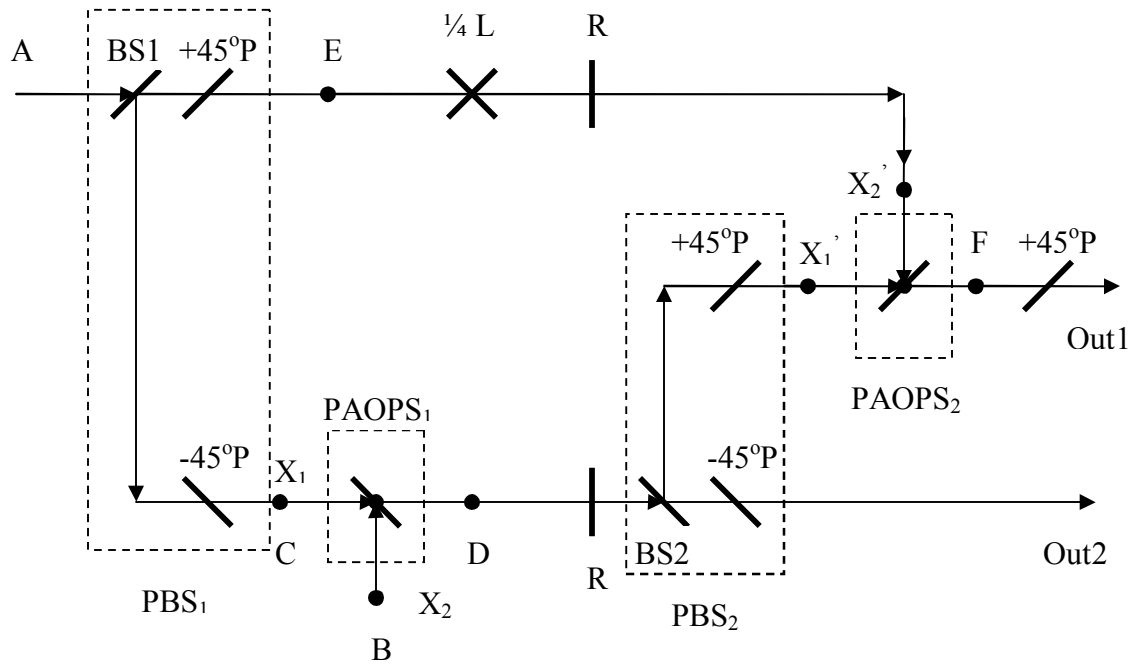 A
BS1
+45°P
E
¼ L
R
X₂’
+45°P
X₁’
F
+45°P
Out1
PAOPS₂
PAOPS₁
-45°P
X₁
-45°P
C
D
BS2
Out2
R
PBS₁
X₂
PBS₂
B